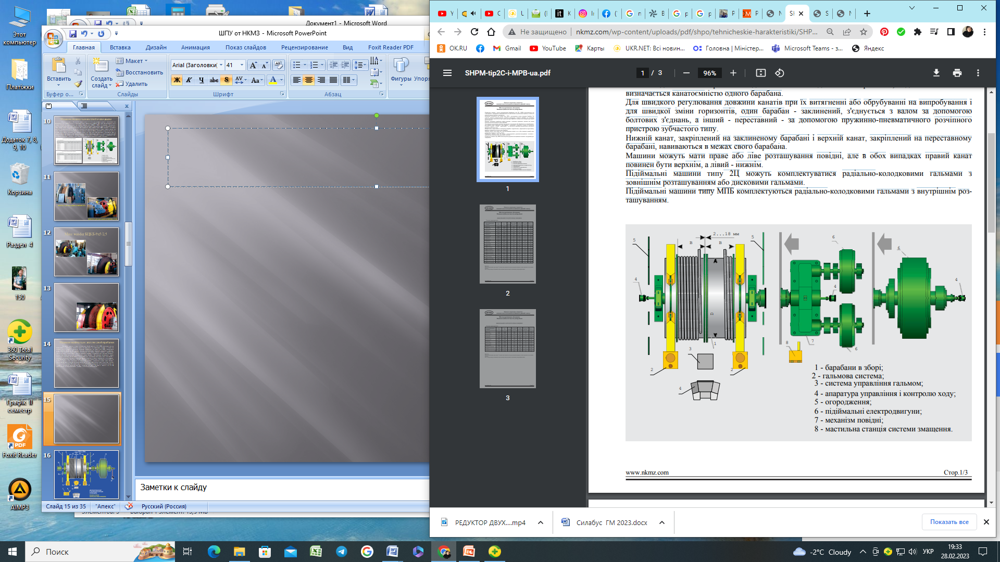 Этот компьютер
Платіжки
Додаток 7, 8, 9, 10
Корзина
Раздел 4
150
360 Total Security
Графік ІІ семестр
Foxit Reader
AIMP3
Документ1 - Microsoft Word
ШПУ от НКМЗ - Microsoft PowerPoint
Главная
Вставка
Дизайн
Анимация
Показ слайдов
Рецензирование
Вид
Foxit Reader PDF
Вставить
Буфер о...
Создать слайд
Макет
Восстановить
Удалить
Слайды
Arial (Заголовки)
41
Ж К Ч abc S AV Aa A
Шрифт
Абзац
Фигуры
Упоря
10
11
12
Mine winder БЦКБ-9х5/2,5
13
14
15
16
Заметки к слайду
Слайд 15 из 35
"Апекс"
Русский (Россия)
Не защищено
nkmz.com/wp-content/uploads/pdf/shpo/tehnicheskie-harakteristiki/SHP...
OK.RU
Gmail
YouTube
Карты
UKR.NET: Всі новин...
Головна | Міністер...
Microsoft Teams - з...
Яндекс
SHPM-tip2C-i-MPB-ua.pdf
1 / 3
96%
1
2
3
визначається канатоємністю одного барабана.
Для швидкого регулювання довжини канатів при їх витягненні або обрубуванні на випробування і
для швидкої зміни горизонтів, один барабан - заклинений, з'єднується з валом за допомогою
болтових з'єднань, а інший - переставний - за допомогою пружинно-пневматичного розчіпного
пристрою зубчастого типу.
Нижній канат, закріплений на заклиненому барабані і верхній канат, закріплений на переставному
барабані, навиваються в межах свого барабана.
Машини можуть мати праве або ліве розташування повідні, але в обох випадках правий канат
повинен бути верхнім, а лівий - нижнім.
Підіймальні машини типу 2Ц можуть комплектуватися радіально-колодковими гальмами з
зовнішнім розташуванням або дисковими гальмами.
Підіймальні машини типу МПБ комплектуються радіально-колодковими гальмами з внутрішнім роз-
ташуванням.
2...18 мм
5
B
B
5
6
6
4
4
4
D
3
1
8
7
6
2
2
4
1 - барабани в зборі;
2 - гальмова система;
3 - система управління гальмом;
4 - апаратура управління і контролю ходу;
5 - огородження;
6 - підіймальні електродвигуни;
7 - механізм повідні;
8 - мастильна станція системи змащення.
www.nkmz.com
Стор.1/3
РЕДУКТОР ДВУХ....mp4
Силабус ГМ 2023.docx
Показать все
Поиск
-2°C Cloudy
УКР
19:33
28.02.2023